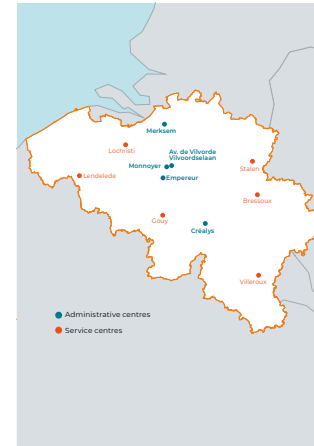 Merksem
Lochristi
Av. de Vilvorde
Vilvoordselaan
Monnoyer
Stalen
Lendelede
Empereur
Bressoux
Gouy
Créalys
Villeroux
Administrative centres
Service centres